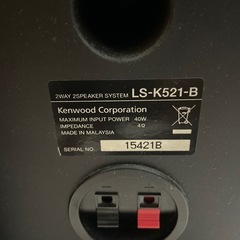 2WAY 2SPEAKER SYSTEM LS-K521-B
Kenwood Corporation
MAXIMUM INPUT POWER 40W
IMPEDANCE 4Ω
MADE IN MALAYSIA
SERIAL NO. 15421B